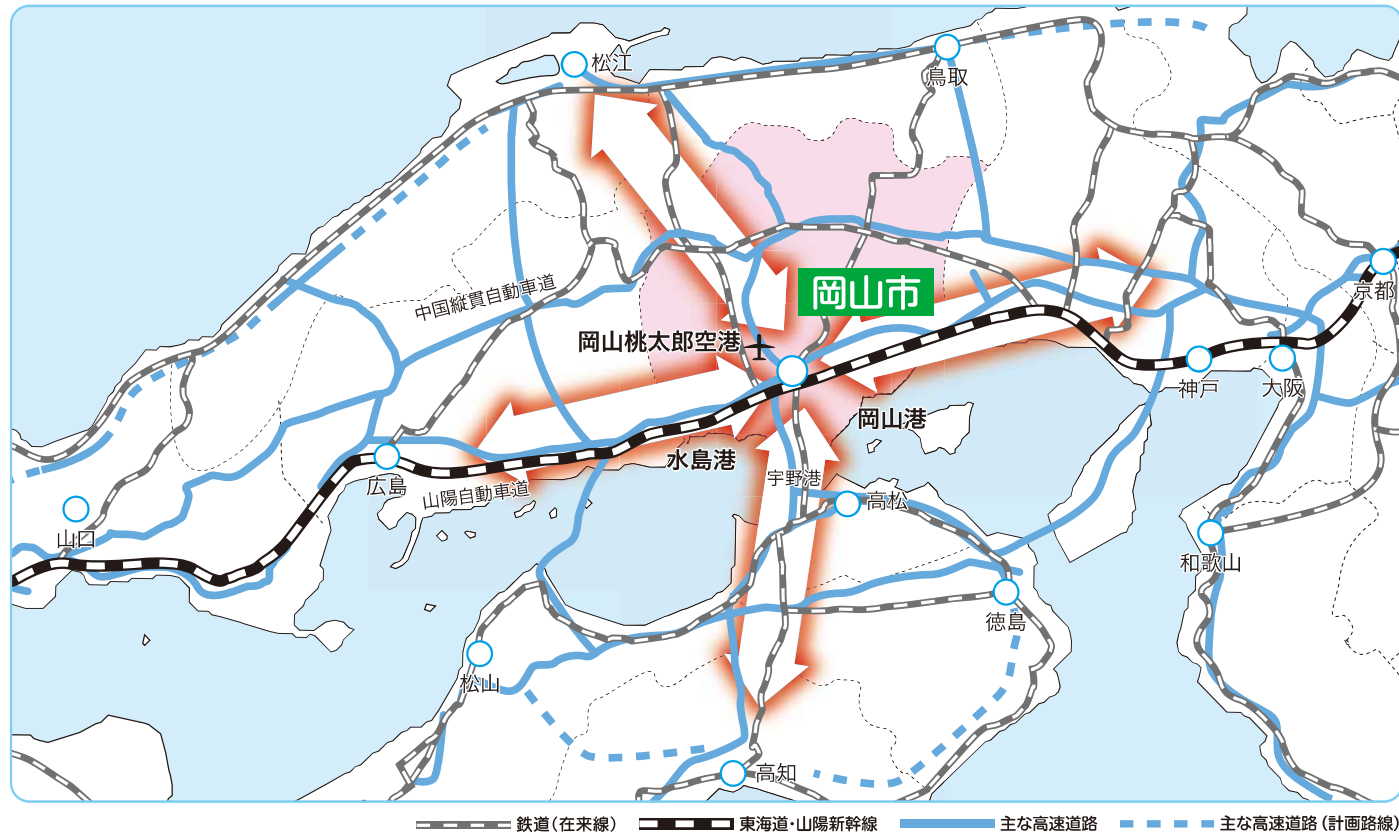 松江
鳥取
中国縦貫自動車道
岡山市
京都
岡山桃太郎空港
神戸
大阪
岡山港
水島港
宇野港
広島
山陽自動車道
高松
山口
和歌山
徳島
松山
高知
鉄道(在来線)
東海道・山陽新幹線
主な高速道路
主な高速道路(計画路線)